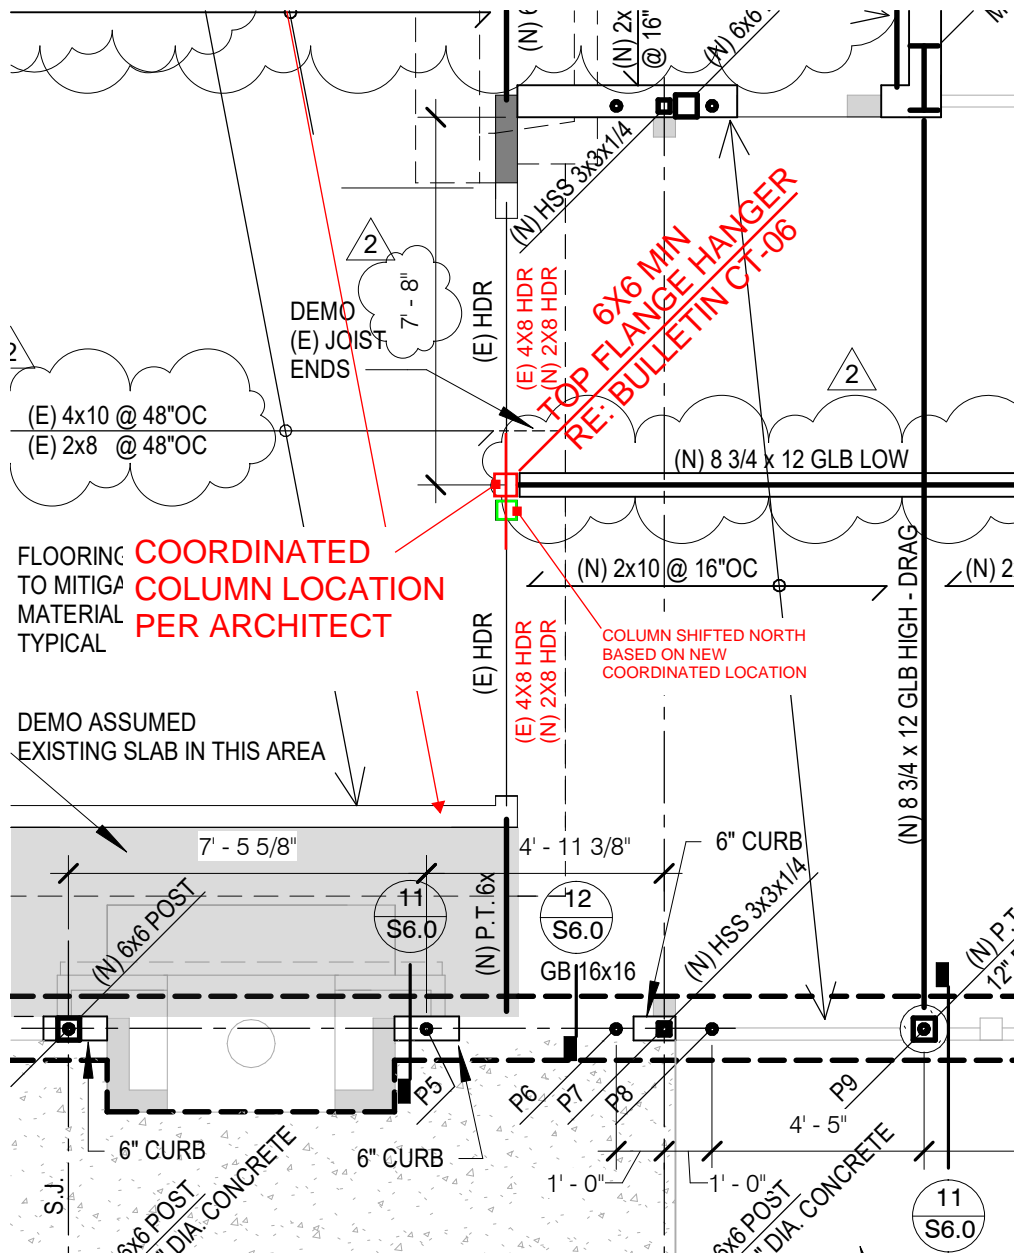 (N) 2x
@ 16"
(N) 6x6
(N) HSS 3x3x1/4
2
7' - 8"
DEMO
(E) JOIST
ENDS
(E) HDR
(E) 4X8 HDR
(N) 2X8 HDR
6X6 MIN
TOP FLANGE HANGER
RE: BULLETIN CT-06
2
2
(E) 4x10 @ 48"OC
(E) 2x8 @ 48"OC
(N) 8 3/4 x 12 GLB LOW
FLOORING
TO MITIGA
MATERIAL
TYPICAL
COORDINATED
COLUMN LOCATION
PER ARCHITECT
(N) 2x10 @ 16"OC
(N) 2
(E) HDR
(E) 4X8 HDR
(N) 2X8 HDR
COLUMN SHIFTED NORTH
BASED ON NEW
COORDINATED LOCATION
(N) 8 3/4 x 12 GLB HIGH - DRAG
DEMO ASSUMED
EXISTING SLAB IN THIS AREA
7' - 5 5/8"
4' - 11 3/8"
6" CURB
(N) 6x6 POST
11
S6.0
(N) P.T. 6x
12
S6.0
GB 16x16
(N) HSS 3x3x1/4
(N) P.T
12"
P5
P6
P7
P8
P9
6" CURB
6" CURB
4' - 5"
1' - 0"
1' - 0"
S.J.
6x6 POST
" DIA. CONCRETE
6x6 POST
" DIA. CONCRETE
11
S6.0